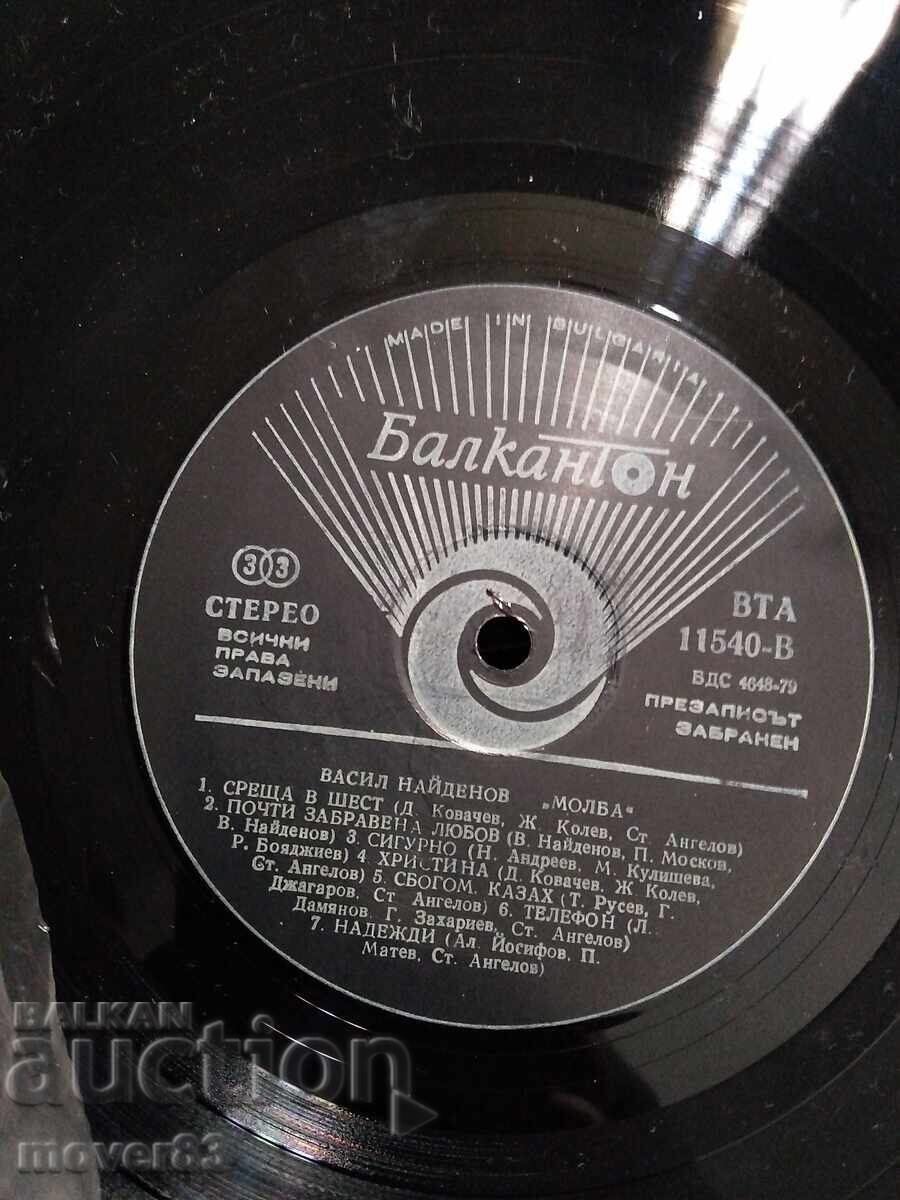 MADE IN BULGARIA
Балкантон
33
СТЕРЕО
ВСИЧНИ
ПРАВА
ЗАПАЗЕНИ
ВТА
11540-В
БДС 4648-79
ПРЕЗАПИСЪТ
ЗАБРАНЕН
ВАСИЛ НАЙДЕНОВ „МОЛБА“
1. СРЕЩА В ШЕСТ (Д. Ковачев, Ж. Колев, Ст. Ангелов)
2. ПОЧТИ ЗАБРАВЕНА ЛЮБОВ (В. Найденов, П. Москов,
В. Найденов) 3. СИГУРНО (Н. Андреев, М. Кулишева,
Р. Бояджиев) 4. ХРИСТИНА (Д. Ковачев, Ж. Колев,
Ст. Ангелов) 5. СБОГОМ, КАЗАХ (Т. Русев, Г.
Джагаров, Ст. Ангелов) 6. ТЕЛЕФОН (Л.
Дамянов, Г. Захариев, Ст. Ангелов)
7. НАДЕЖДИ (Ал. Йосифов, П.
Матев, Ст. Ангелов)
BALKAN
auction
mover83